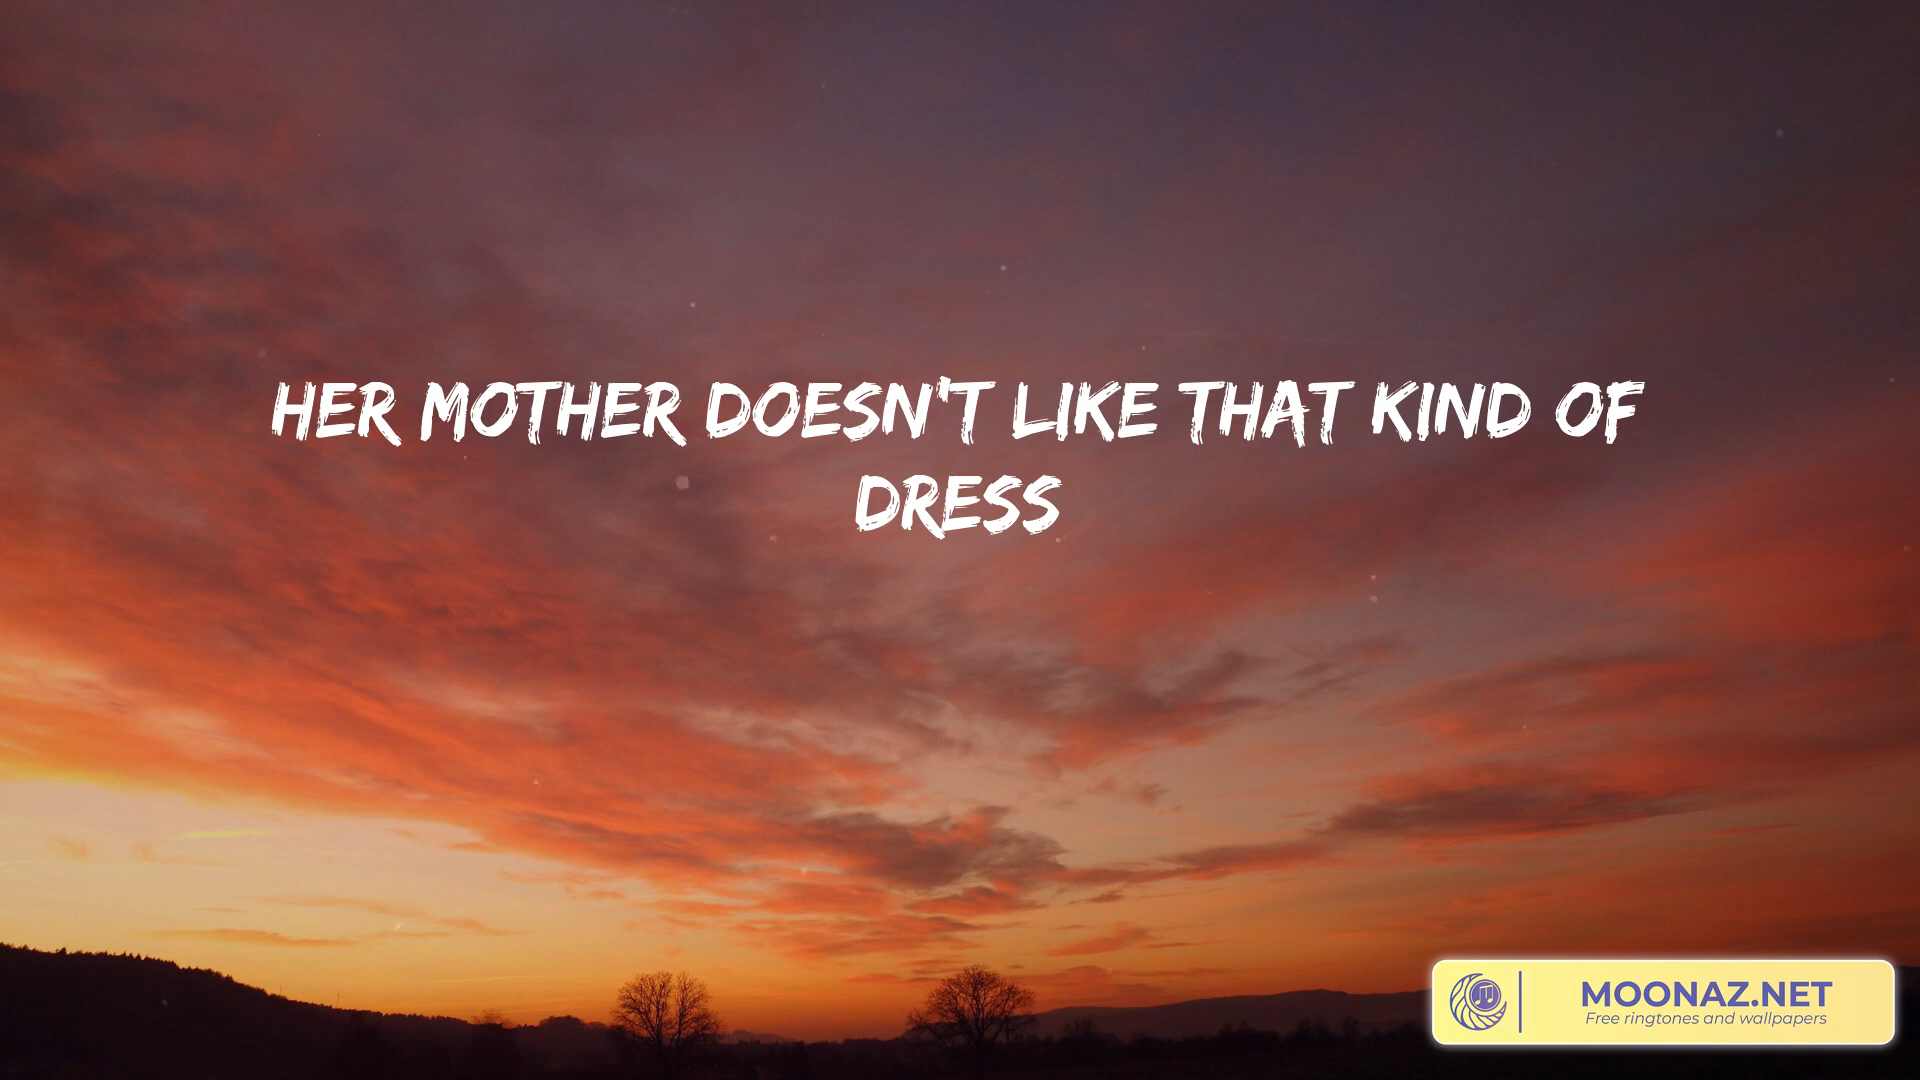 HER MOTHER DOESN'T LIKE THAT KIND OF
DRESS
MOONAZ.NET
Free ringtones and wallpapers